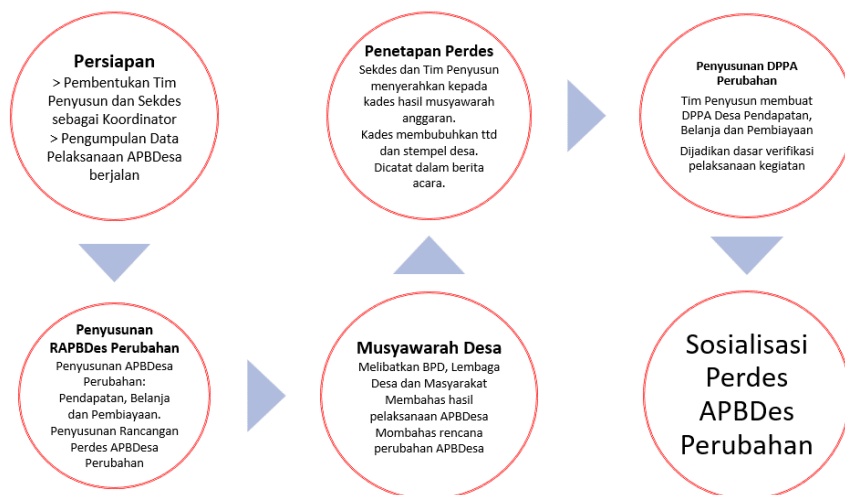 Persiapan
> Pembentukan Tim
Penyusun dan Sekdes
sebagai Koordinator
> Pengumpulan Data
Pelaksanaan APBDesa
berjalan
Penyusunan
RAPBDes Perubahan
Penyusunan APBDesa
Perubahan:
Pendapatan, Belanja
dan Pembiayaan.
Penyusunan Rancangan
Perdes APBDesa
Perubahan
Musyawarah Desa
Melibatkan BPD, Lembaga
Desa dan Masyarakat
Membahas hasil
pelaksanaan APBDesa
Mombahas rencana
perubahan APBDesa
Penetapan Perdes
Sekdes dan Tim Penyusun
menyerahkan kepada
kades hasil musyawarah
anggaran.
Kades membubuhkan ttd
dan stempel desa.
Dicatat dalam berita
acara.
Penyusunan DPPA
Perubahan
Tim Penyusun membuat
DPPA Desa Pendapatan,
Belanja dan Pembiayaan
Dijadikan dasar verifikasi
pelaksanaan kegiatan
Sosialisasi
Perdes
APBDes
Perubahan